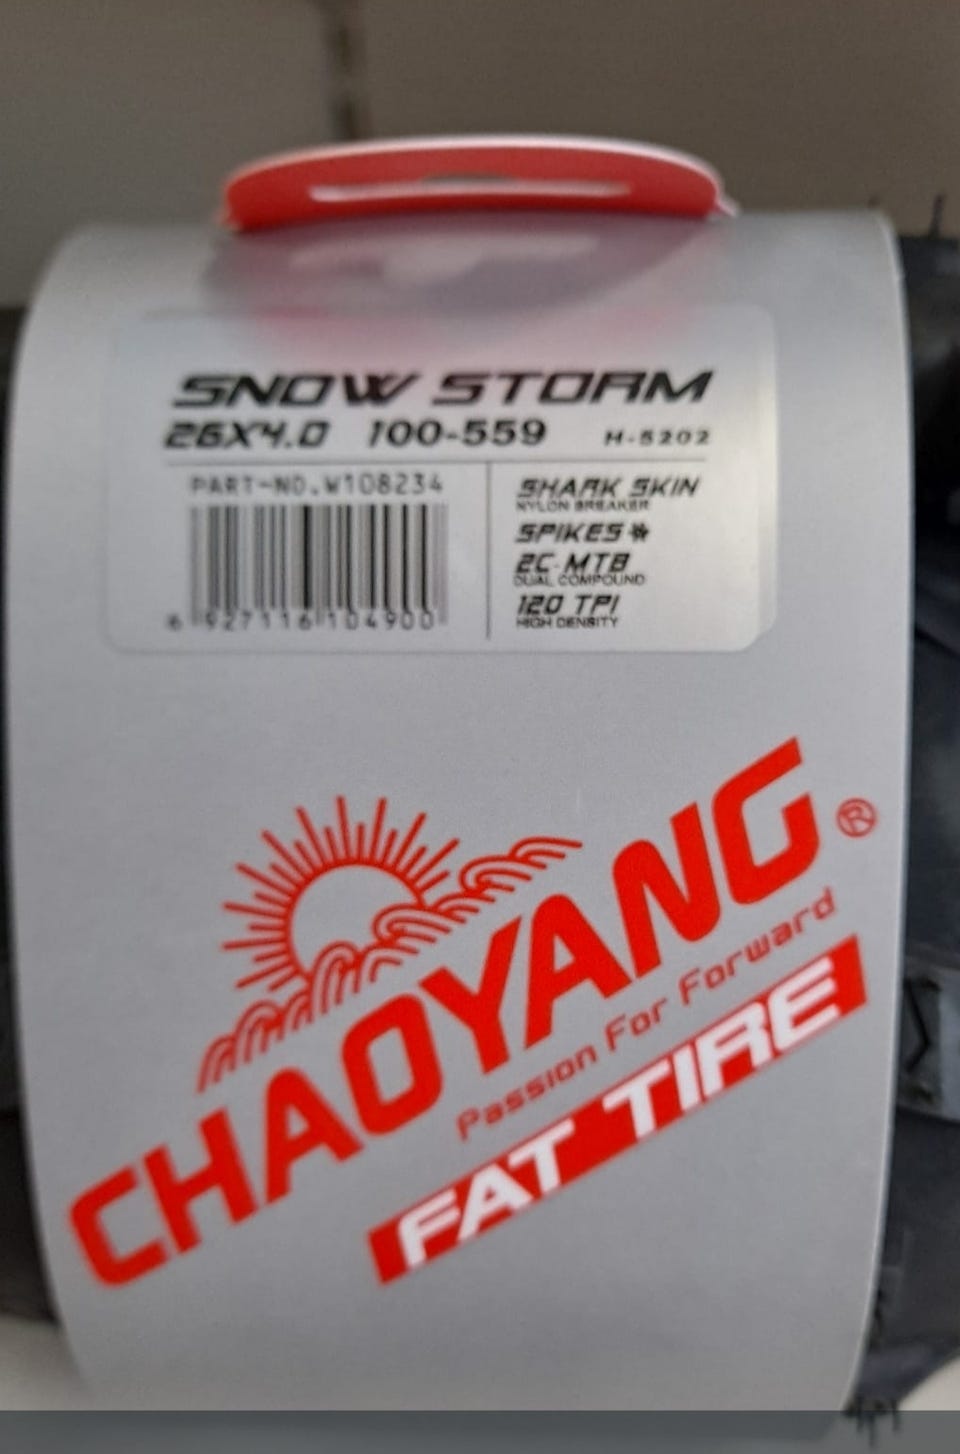 SNOW STORM
26X4.0 100-559 H-5202
PART-NO.W108234
6 927116 104900
SHARK SKIN
NYLON BREAKER
SPIKES
2C-MTB
DUAL COMPOUND
120 TPI
HIGH DENSITY
CHAOYANG®
Passion For Forward
FAT TIRE